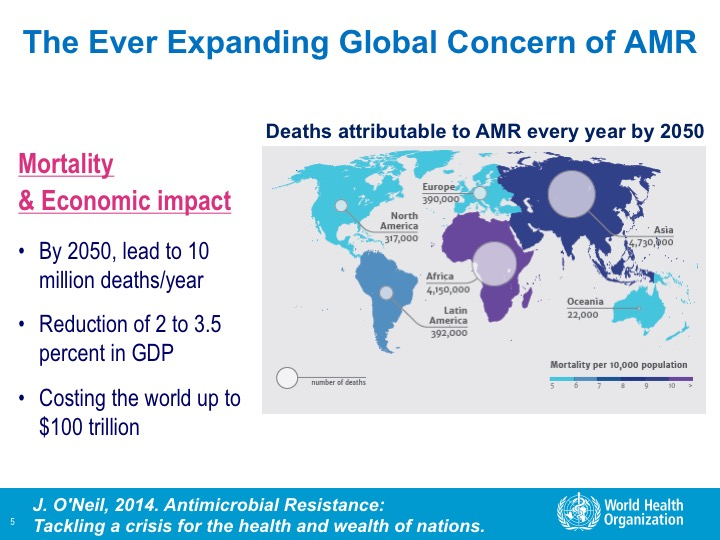 The Ever Expanding Global Concern of AMR
Deaths attributable to AMR every year by 2050
Mortality
& Economic impact
• By 2050, lead to 10
million deaths/year
• Reduction of 2 to 3.5
percent in GDP
• Costing the world up to
$100 trillion
Europe
390,000
North
America
317,000
Asia
4,730,000
Africa
4,150,000
Latin
America
392,000
Oceania
22,000
number of deaths
Mortality per 10,000 population
5 6 7 8 9 10 >
5
J. O'Neil, 2014. Antimicrobial Resistance:
Tackling a crisis for the health and wealth of nations.
World Health
Organization